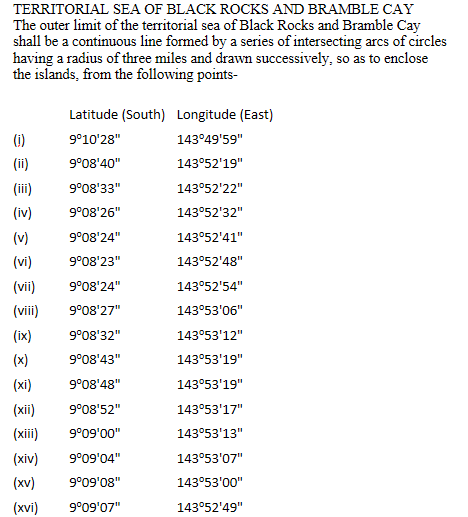 TERRITORIAL SEA OF BLACK ROCKS AND BRAMBLE CAY
The outer limit of the territorial sea of Black Rocks and Bramble Cay
shall be a continuous line formed by a series of intersecting arcs of circles
having a radius of three miles and drawn successively, so as to enclose
the islands, from the following points-
Latitude (South) Longitude (East)
(i) 9°10'28" 143°49'59"
(ii) 9°08'40" 143°52'19"
(iii) 9°08'33" 143°52'22"
(iv) 9°08'26" 143°52'32"
(v) 9°08'24" 143°52'41"
(vi) 9°08'23" 143°52'48"
(vii) 9°08'24" 143°52'54"
(viii) 9°08'27" 143°53'06"
(ix) 9°08'32" 143°53'12"
(x) 9°08'43" 143°53'19"
(xi) 9°08'48" 143°53'19"
(xii) 9°08'52" 143°53'17"
(xiii) 9°09'00" 143°53'13"
(xiv) 9°09'04" 143°53'07"
(xv) 9°09'08" 143°53'00"
(xvi) 9°09'07" 143°52'49"